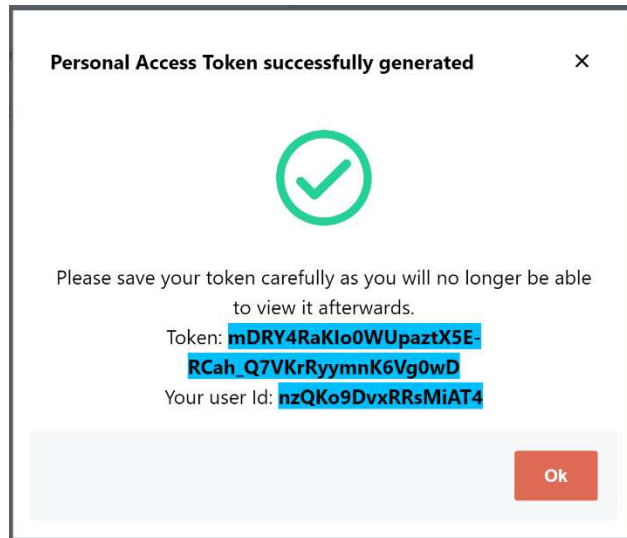 Personal Access Token successfully generated
Please save your token carefully as you will no longer be able
to view it afterwards.
Token: mDRY4RaKIo0WUpaztX5E-
RCah_Q7VKrRyymnK6Vg0wD
Your user Id: nzQKo9DvxRRsMiAT4
Ok